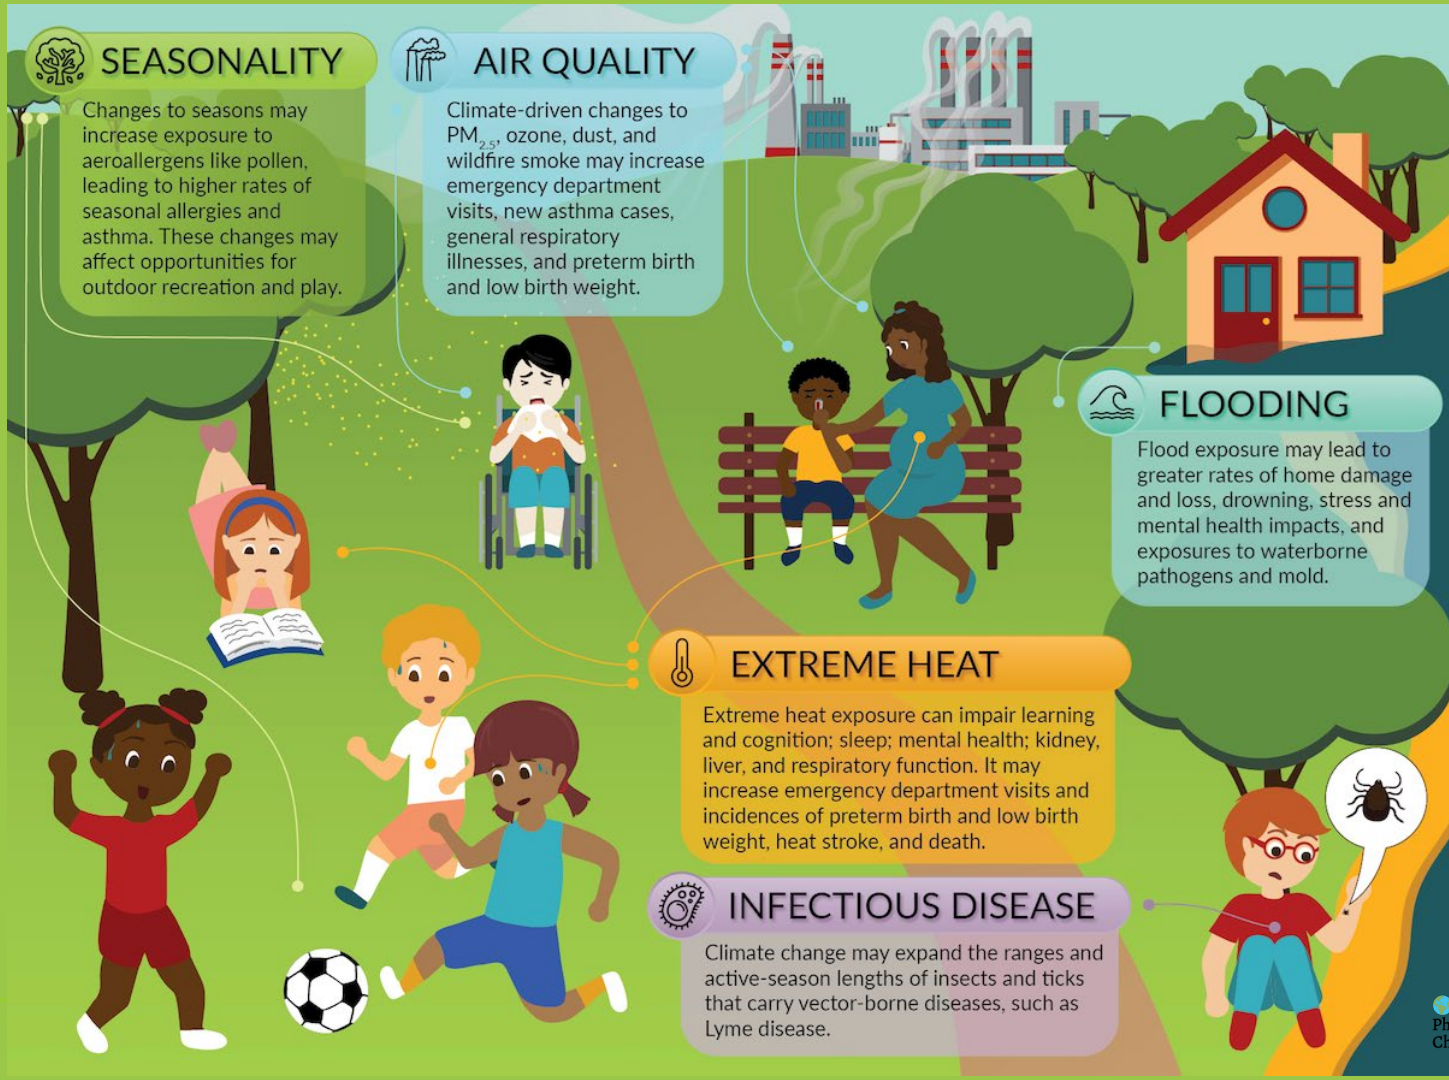 SEASONALITY
Changes to seasons may
increase exposure to
aeroallergens like pollen,
leading to higher rates of
seasonal allergies and
asthma. These changes may
affect opportunities for
outdoor recreation and play.
AIR QUALITY
Climate-driven changes to
PM2.5, ozone, dust, and
wildfire smoke may increase
emergency department
visits, new asthma cases,
general respiratory
illnesses, and preterm birth
and low birth weight.
FLOODING
Flood exposure may lead to
greater rates of home damage
and loss, drowning, stress and
mental health impacts, and
exposures to waterborne
pathogens and mold.
EXTREME HEAT
Extreme heat exposure can impair learning
and cognition; sleep; mental health; kidney,
liver, and respiratory function. It may
increase emergency department visits and
incidences of preterm birth and low birth
weight, heat stroke, and death.
INFECTIOUS DISEASE
Climate change may expand the ranges and
active-season lengths of insects and ticks
that carry vector-borne diseases, such as
Lyme disease.